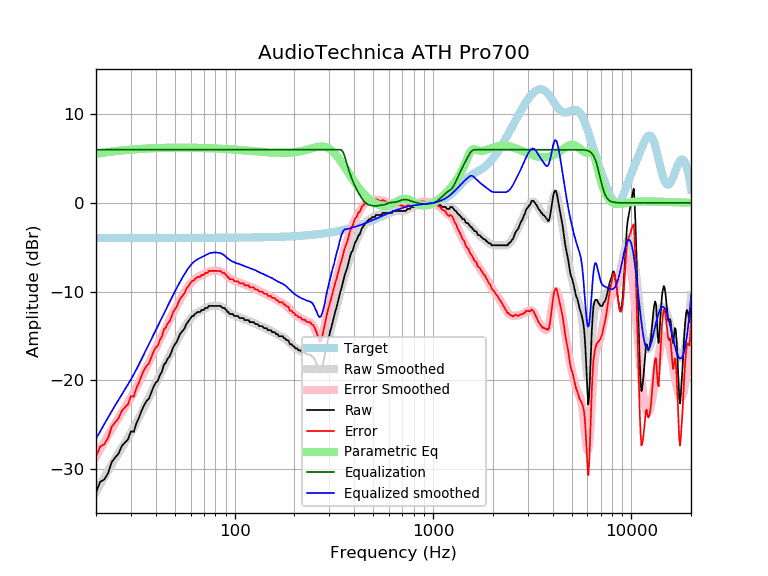 AudioTechnica ATH Pro700
Amplitude (dBr)
10
0
−10
−20
−30
Target
Raw Smoothed
Error Smoothed
Raw
Error
Parametric Eq
Equalization
Equalized smoothed
100
1000
10000
Frequency (Hz)